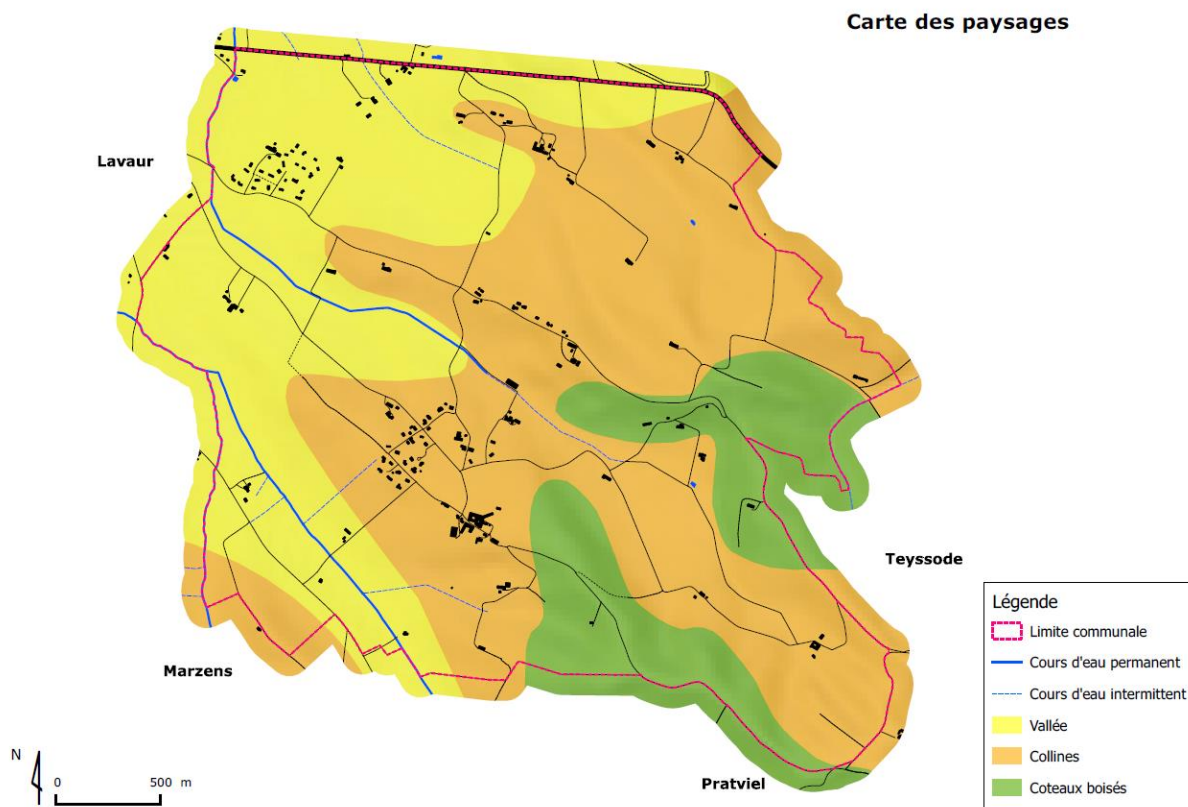 Carte des paysages
Lavaur
Teyssode
Marzens
Pratviel
N
0 500 m
Légende
Limite communale
Cours d'eau permanent
Cours d'eau intermittent
Vallée
Collines
Coteaux boisés